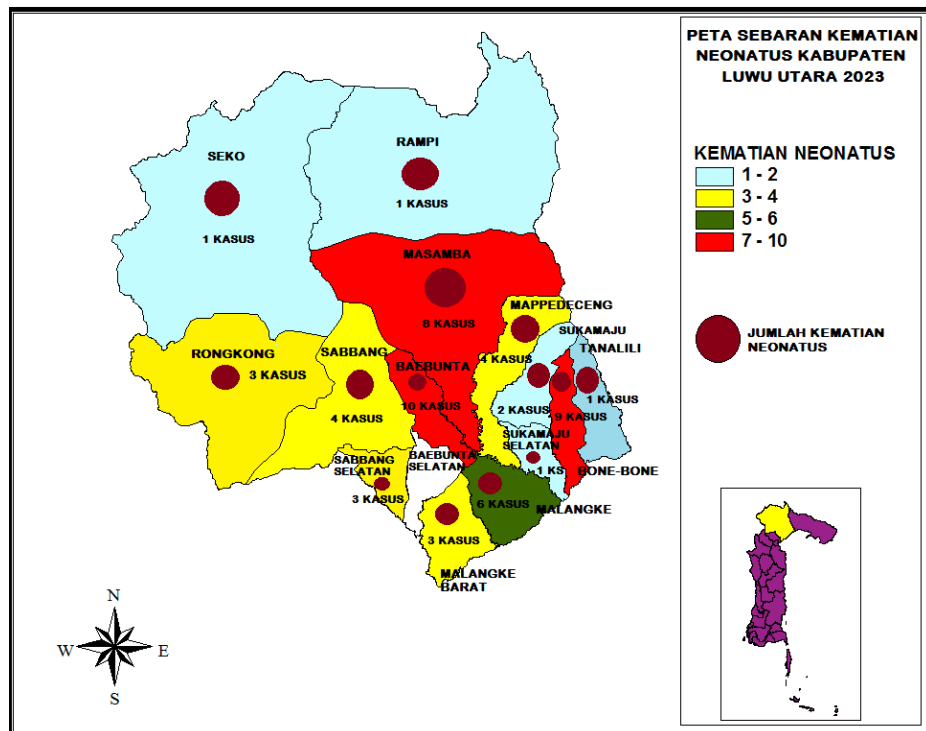 PETA SEBARAN KEMATIAN
NEONATUS KABUPATEN
LUWU UTARA 2023
KEMATIAN NEONATUS
1 - 2
3 - 4
5 - 6
7 - 10
JUMLAH KEMATIAN
NEONATUS
SEKO
1 KASUS
RAMPI
1 KASUS
MASAMBA
8 KASUS
MAPPEDECENG
4 KASUS
SUKAMAJU
2 KASUS
TANALILI
1 KASUS
RONGKONG
3 KASUS
SABBANG
4 KASUS
BAEBUNTA
10 KASUS
9 KASUS
BONE-BONE
SUKAMAJU
SELATAN
1 KS
SABBANG
SELATAN
3 KASUS
BAEBUNTA
SELATAN
6 KASUS
MALANGKE
3 KASUS
MALANGKE
BARAT
N
W
E
S